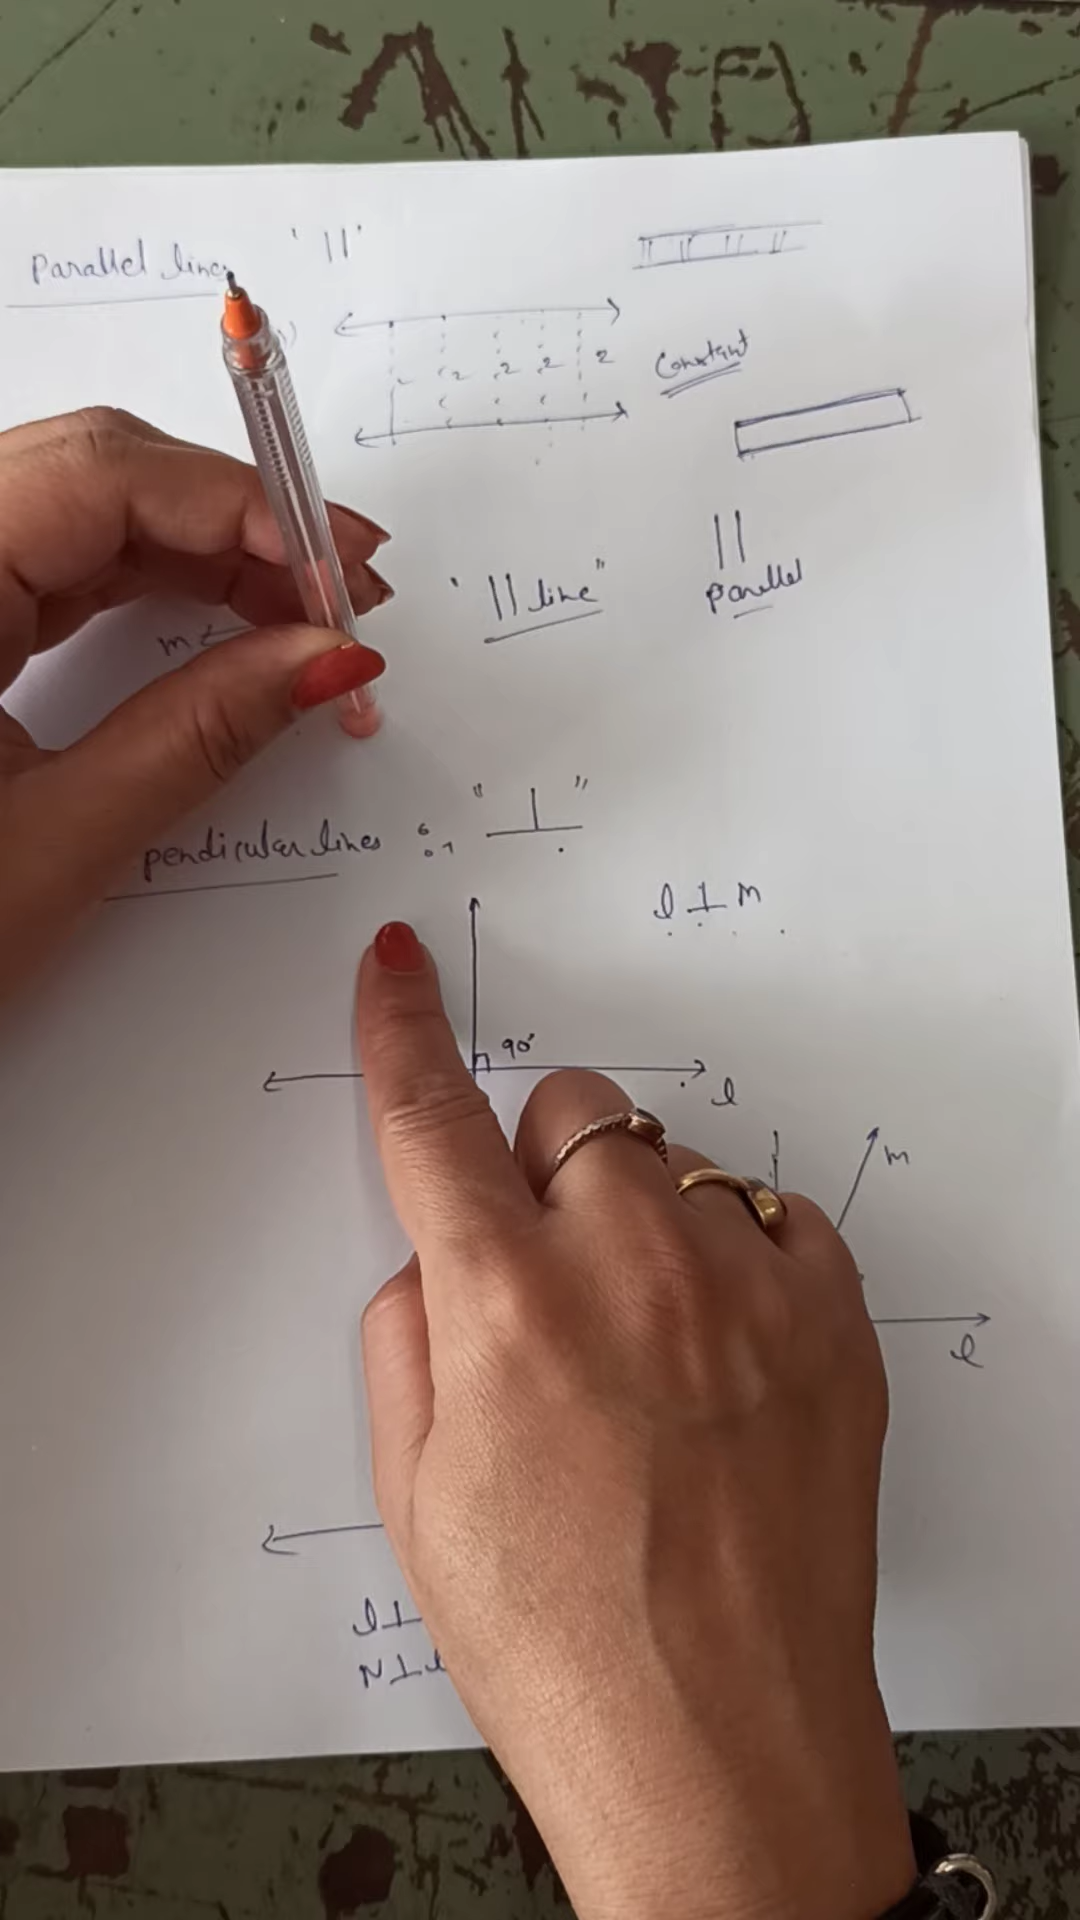 Parallel lines ' || '
2 2 2 2
Constant
' || line "
||
parallel
m
pendicular lines : " ⊥ "
l ⊥ m
90°
l
m
l
l ⊥
N ⊥ l